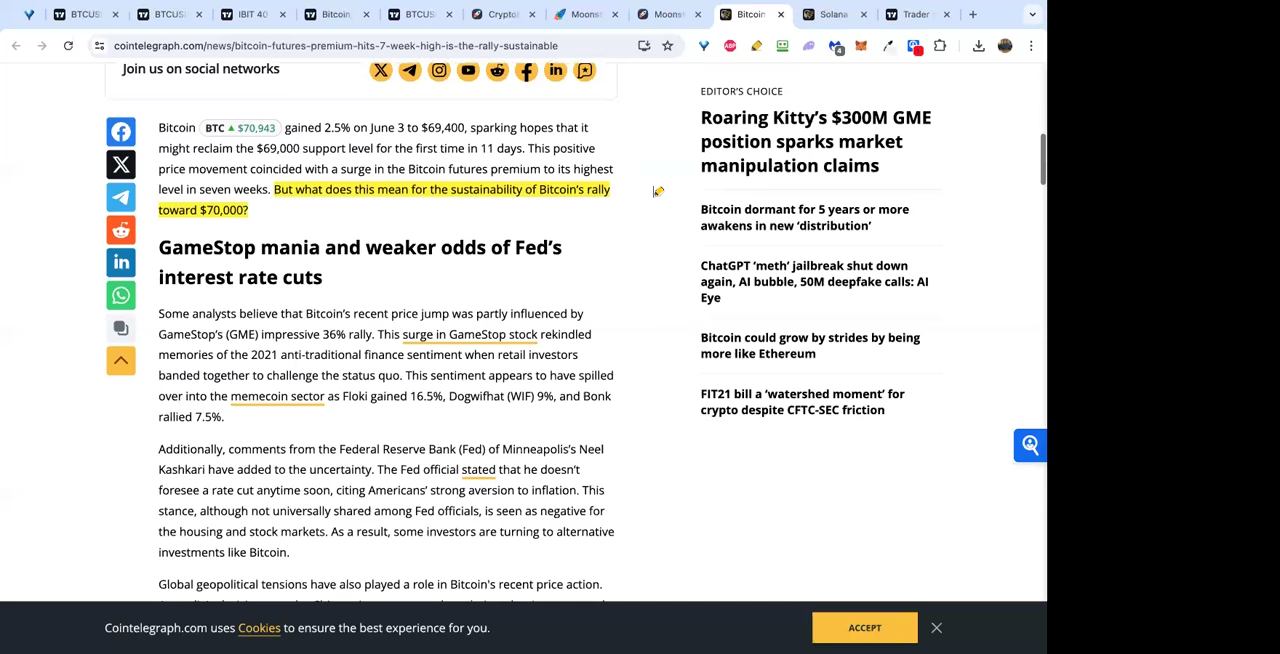 BTCUS
BTCUS
IBIT 40
Bitcoin
BTCUS
Crypto
Moonst
Moonst
Bitcoin
Solana
Trader
cointelegraph.com/news/bitcoin-futures-premium-hits-7-week-high-is-the-rally-sustainable
ABP
4
Join us on social networks
EDITOR'S CHOICE
Roaring Kitty's $300M GME
position sparks market
manipulation claims
Bitcoin dormant for 5 years or more
awakens in new 'distribution'
ChatGPT 'meth' jailbreak shut down
again, AI bubble, 50M deepfake calls: AI
Eye
Bitcoin could grow by strides by being
more like Ethereum
FIT21 bill a 'watershed moment' for
crypto despite CFTC-SEC friction
Bitcoin BTC ▲ $70,943 gained 2.5% on June 3 to $69,400, sparking hopes that it
might reclaim the $69,000 support level for the first time in 11 days. This positive
price movement coincided with a surge in the Bitcoin futures premium to its highest
level in seven weeks. But what does this mean for the sustainability of Bitcoin's rally
toward $70,000?
GameStop mania and weaker odds of Fed's
interest rate cuts
Some analysts believe that Bitcoin's recent price jump was partly influenced by
GameStop's (GME) impressive 36% rally. This surge in GameStop stock rekindled
memories of the 2021 anti-traditional finance sentiment when retail investors
banded together to challenge the status quo. This sentiment appears to have spilled
over into the memecoin sector as Floki gained 16.5%, Dogwifhat (WIF) 9%, and Bonk
rallied 7.5%.
Additionally, comments from the Federal Reserve Bank (Fed) of Minneapolis's Neel
Kashkari have added to the uncertainty. The Fed official stated that he doesn't
foresee a rate cut anytime soon, citing Americans' strong aversion to inflation. This
stance, although not universally shared among Fed officials, is seen as negative for
the housing and stock markets. As a result, some investors are turning to alternative
investments like Bitcoin.
Global geopolitical tensions have also played a role in Bitcoin's recent price action.
Cointelegraph.com uses Cookies to ensure the best experience for you.
ACCEPT